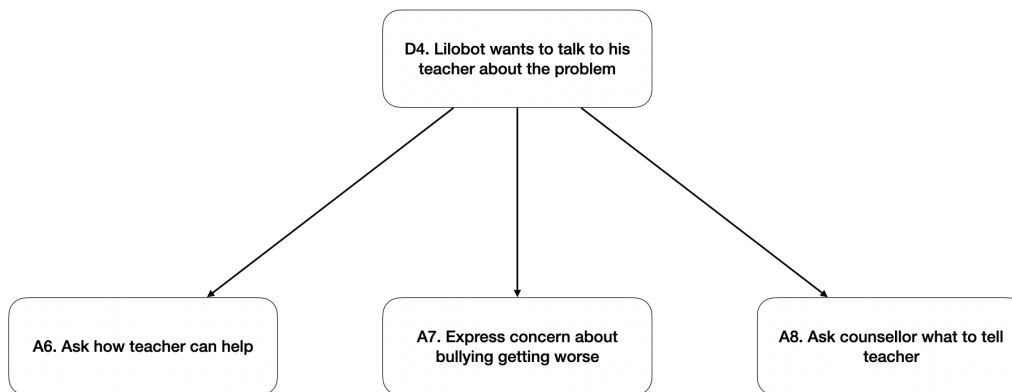 D4. Lilobot wants to talk to his
teacher about the problem
A6. Ask how teacher can help
A7. Express concern about
bullying getting worse
A8. Ask counsellor what to tell
teacher